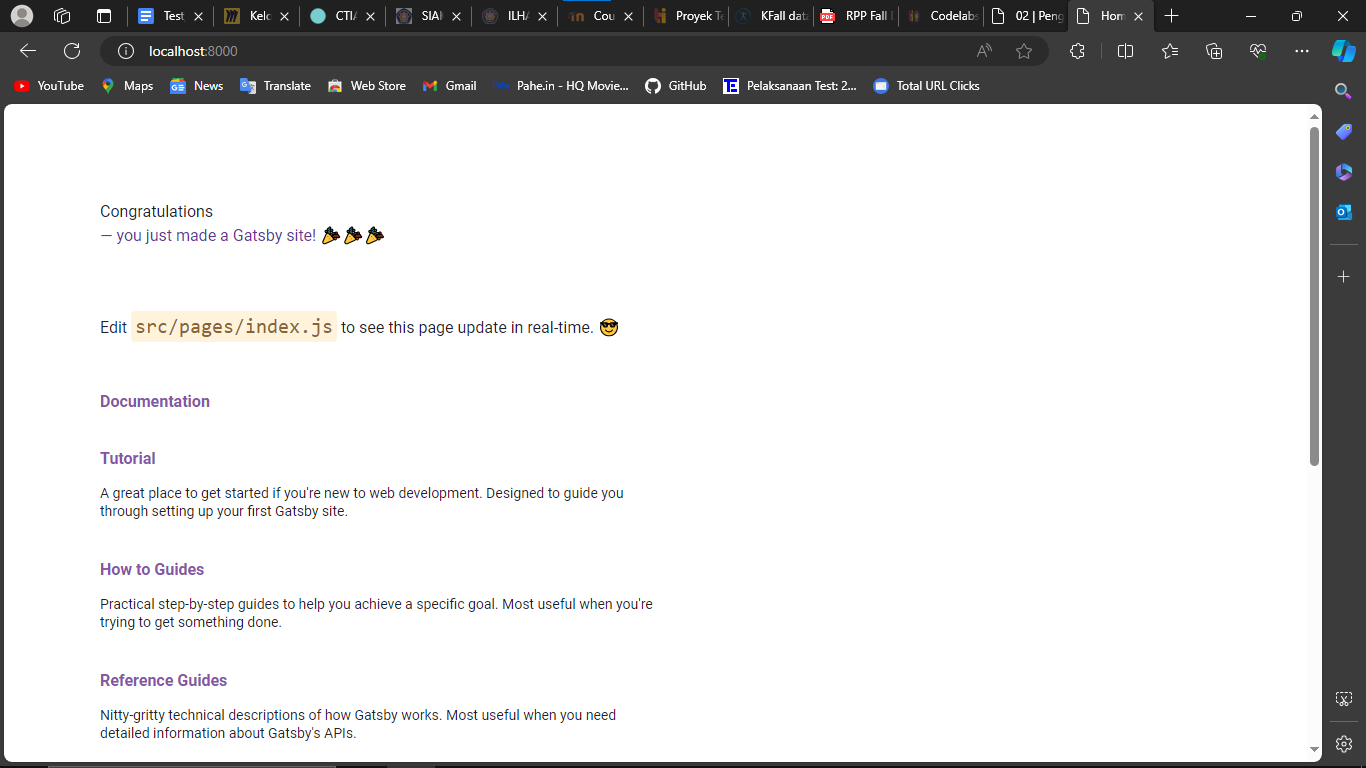 Test
Kelc
CTIA
SIAI
ILHA
Cou
Proyek Te
KFall data
RPP Fall
Codelabs
02 | Peng
Hom
localhost:8000
YouTube
Maps
News
Translate
Web Store
Gmail
Pahe.in - HQ Movie...
GitHub
Pelaksanaan Test: 2...
Total URL Clicks
Congratulations
— you just made a Gatsby site! 🎉🎉🎉
Edit src/pages/index.js to see this page update in real-time. 😎
Documentation
Tutorial
A great place to get started if you're new to web development. Designed to guide you
through setting up your first Gatsby site.
How to Guides
Practical step-by-step guides to help you achieve a specific goal. Most useful when you're
trying to get something done.
Reference Guides
Nitty-gritty technical descriptions of how Gatsby works. Most useful when you need
detailed information about Gatsby's APIs.